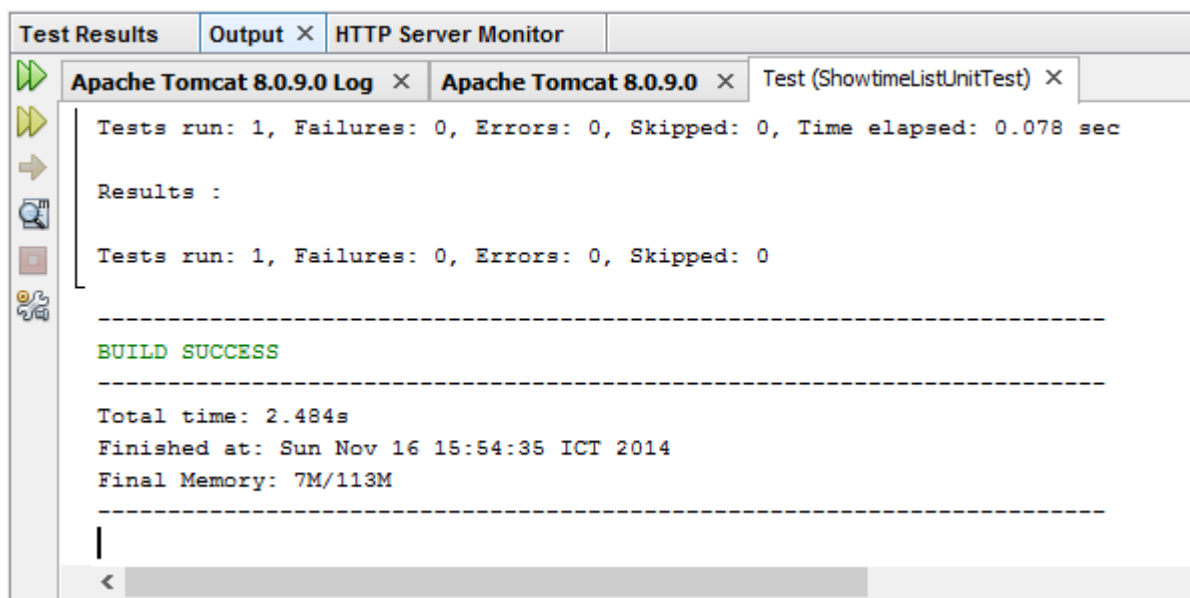 Test Results Output × HTTP Server Monitor
Apache Tomcat 8.0.9.0 Log × Apache Tomcat 8.0.9.0 × Test (ShowtimeListUnitTest) ×
Tests run: 1, Failures: 0, Errors: 0, Skipped: 0, Time elapsed: 0.078 sec
Results :
Tests run: 1, Failures: 0, Errors: 0, Skipped: 0
------------------------------------------------------------------------
BUILD SUCCESS
------------------------------------------------------------------------
Total time: 2.484s
Finished at: Sun Nov 16 15:54:35 ICT 2014
Final Memory: 7M/113M
------------------------------------------------------------------------